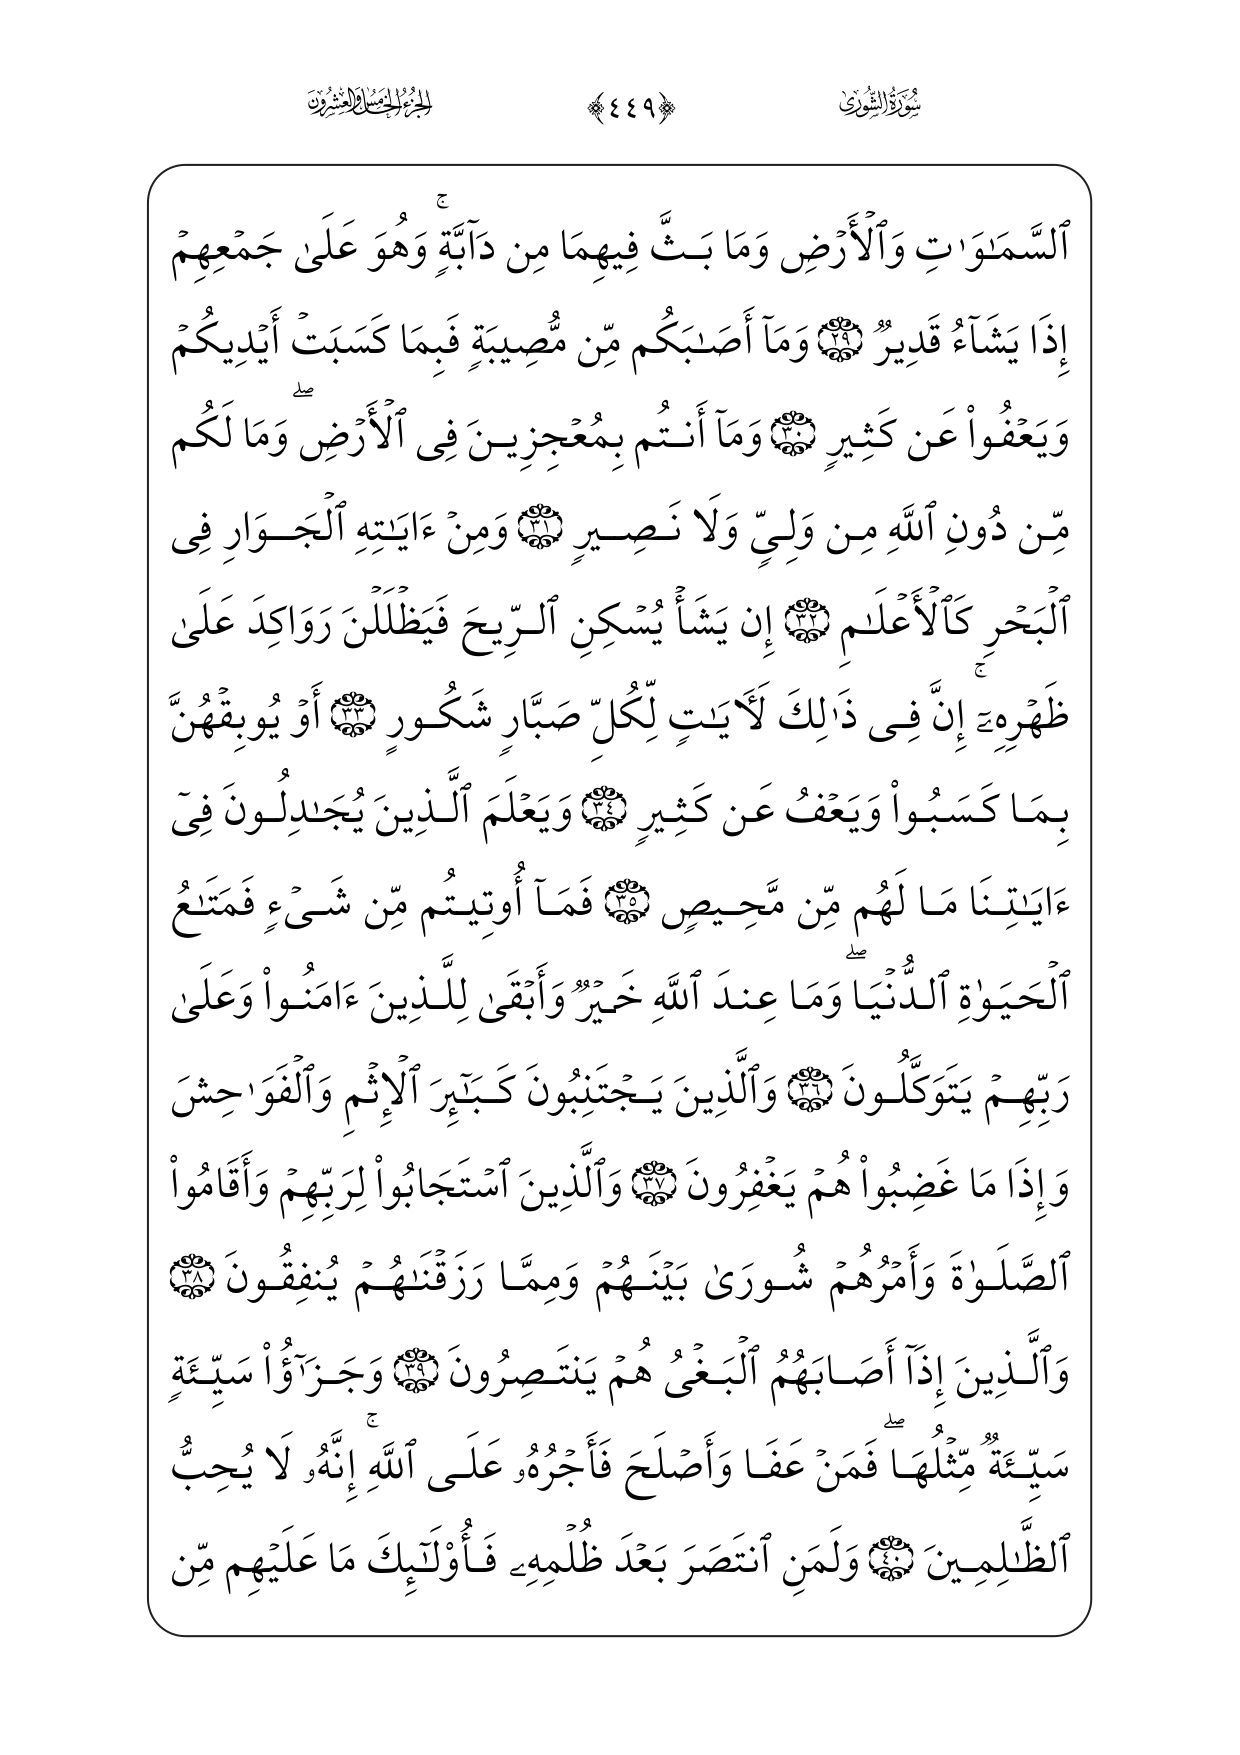 سُورَةُ الشُّورَىٰ ﴿٤٤٩﴾ الجُزْءُ الخَامِسُ وَالعِشْرُونَ
ٱلسَّمَٰوَٰتِ وَٱلْأَرْضِ وَمَا بَثَّ فِيهِمَا مِن دَآبَّةٍۚ وَهُوَ عَلَىٰ جَمْعِهِمْ
إِذَا يَشَآءُ قَدِيرٌ ٢٩ وَمَآ أَصَٰبَكُم مِّن مُّصِيبَةٍ فَبِمَا كَسَبَتْ أَيْدِيكُمْ
وَيَعْفُوا۟ عَن كَثِيرٍ ٣٠ وَمَآ أَنتُم بِمُعْجِزِينَ فِى ٱلْأَرْضِۖ وَمَا لَكُم
مِّن دُونِ ٱللَّهِ مِن وَلِىٍّ وَلَا نَصِيرٍ ٣١ وَمِنْ ءَايَٰتِهِ ٱلْجَوَارِ فِى
ٱلْبَحْرِ كَٱلْأَعْلَٰمِ ٣٢ إِن يَشَأْ يُسْكِنِ ٱلرِّيحَ فَيَظْلَلْنَ رَوَاكِدَ عَلَىٰ
ظَهْرِهِۦٓۚ إِنَّ فِى ذَٰلِكَ لَـَٔايَٰتٍ لِّكُلِّ صَبَّارٍ شَكُورٍ ٣٣ أَوْ يُوبِقْهُنَّ
بِمَا كَسَبُوا۟ وَيَعْفُ عَن كَثِيرٍ ٣٤ وَيَعْلَمَ ٱلَّذِينَ يُجَٰدِلُونَ فِىٓ
ءَايَٰتِنَا مَا لَهُم مِّن مَّحِيصٍ ٣٥ فَمَآ أُوتِيتُم مِّن شَىْءٍ فَمَتَٰعُ
ٱلْحَيَوٰةِ ٱلدُّنْيَاۖ وَمَا عِندَ ٱللَّهِ خَيْرٌ وَأَبْقَىٰ لِلَّذِينَ ءَامَنُوا۟ وَعَلَىٰ
رَبِّهِمْ يَتَوَكَّلُونَ ٣٦ وَٱلَّذِينَ يَجْتَنِبُونَ كَبَٰٓئِرَ ٱلْإِثْمِ وَٱلْفَوَٰحِشَ
وَإِذَا مَا غَضِبُوا۟ هُمْ يَغْفِرُونَ ٣٧ وَٱلَّذِينَ ٱسْتَجَابُوا۟ لِرَبِّهِمْ وَأَقَامُوا۟
ٱلصَّلَوٰةَ وَأَمْرُهُمْ شُورَىٰ بَيْنَهُمْ وَمِمَّا رَزَقْنَٰهُمْ يُنفِقُونَ ٣٨
وَٱلَّذِينَ إِذَآ أَصَابَهُمُ ٱلْبَغْىُ هُمْ يَنتَصِرُونَ ٣٩ وَجَزَٰٓؤُا۟ سَيِّئَةٍ
سَيِّئَةٌ مِّثْلُهَاۖ فَمَنْ عَفَا وَأَصْلَحَ فَأَجْرُهُۥ عَلَى ٱللَّهِۚ إِنَّهُۥ لَا يُحِبُّ
ٱلظَّٰلِمِينَ ٤٠ وَلَمَنِ ٱنتَصَرَ بَعْدَ ظُلْمِهِۦ فَأُو۟لَٰٓئِكَ مَا عَلَيْهِم مِّن